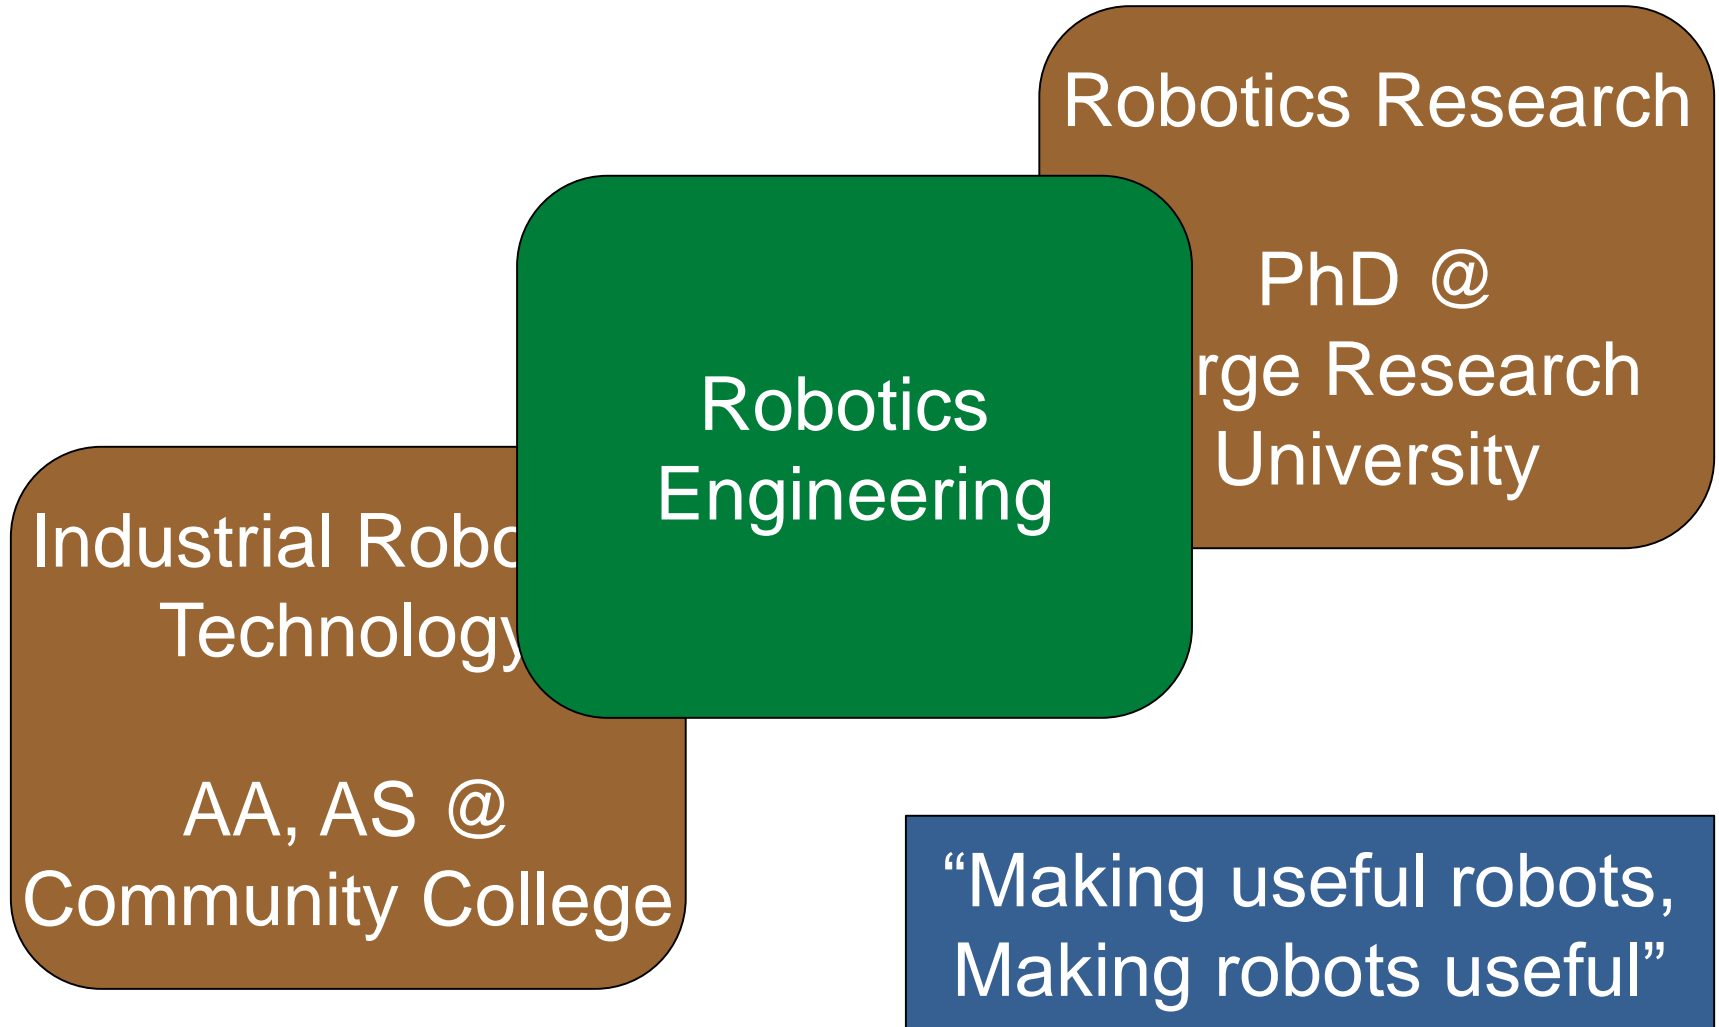 Robotics Research
PhD @
rge Research
University
Robotics
Engineering
Industrial Robo
Technology
AA, AS @
Community College
“Making useful robots,
Making robots useful”